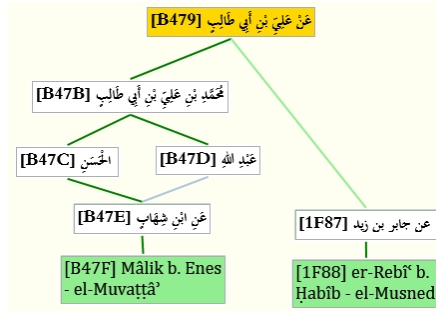 عَنْ عَلِيِّ بْنِ أَبِي طَالِبٍ [B479]
مُحَمَّدِ بْنِ عَلِيِّ بْنِ أَبِي طَالِبٍ [B47B]
الْحَسَنِ [B47C]
عَبْدِ اللهِ [B47D]
عَنِ ابْنِ شِهَابٍ [B47E]
عن جابر بن زيد [1F87]
[B47F] Mâlik b. Enes
- el-Muvaṭṭâʾ
[1F88] er-Rebîʿ b.
Ḥabîb - el-Musned